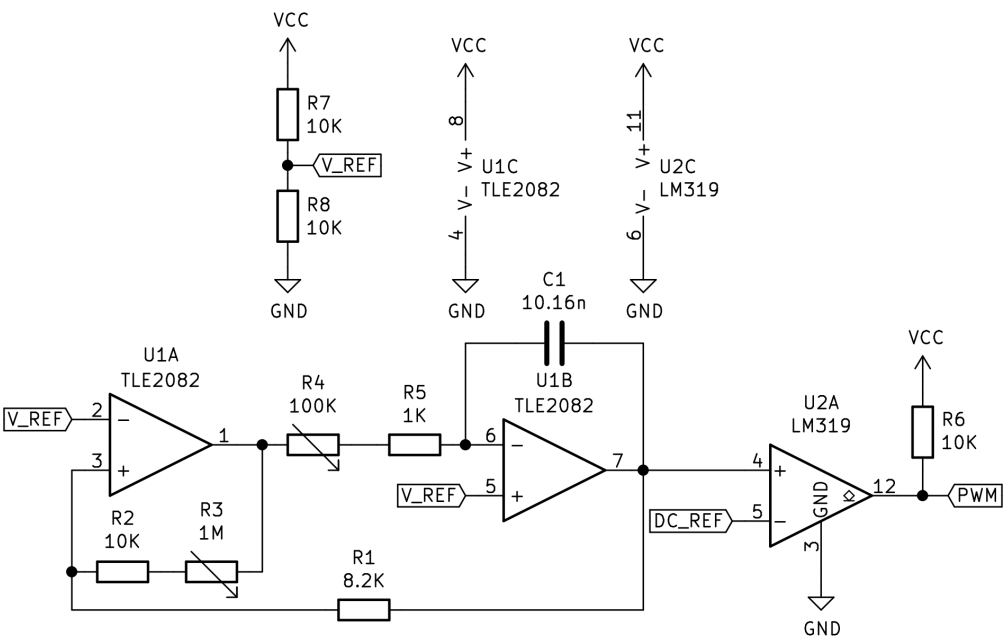 VCC
R7
10K
V_REF
R8
10K
GND
VCC
8
V+
V-
U1C
TLE2082
4
GND
VCC
11
V+
V-
U2C
LM319
6
GND
C1
10.16n
U1A
TLE2082
V_REF
2
-
3
+
1
R4
100K
R5
1K
U1B
TLE2082
6
-
V_REF
5
+
7
R2
10K
R3
1M
R1
8.2K
U2A
LM319
4
+
DC_REF
5
-
GND
3
GND
12
VCC
R6
10K
PWM